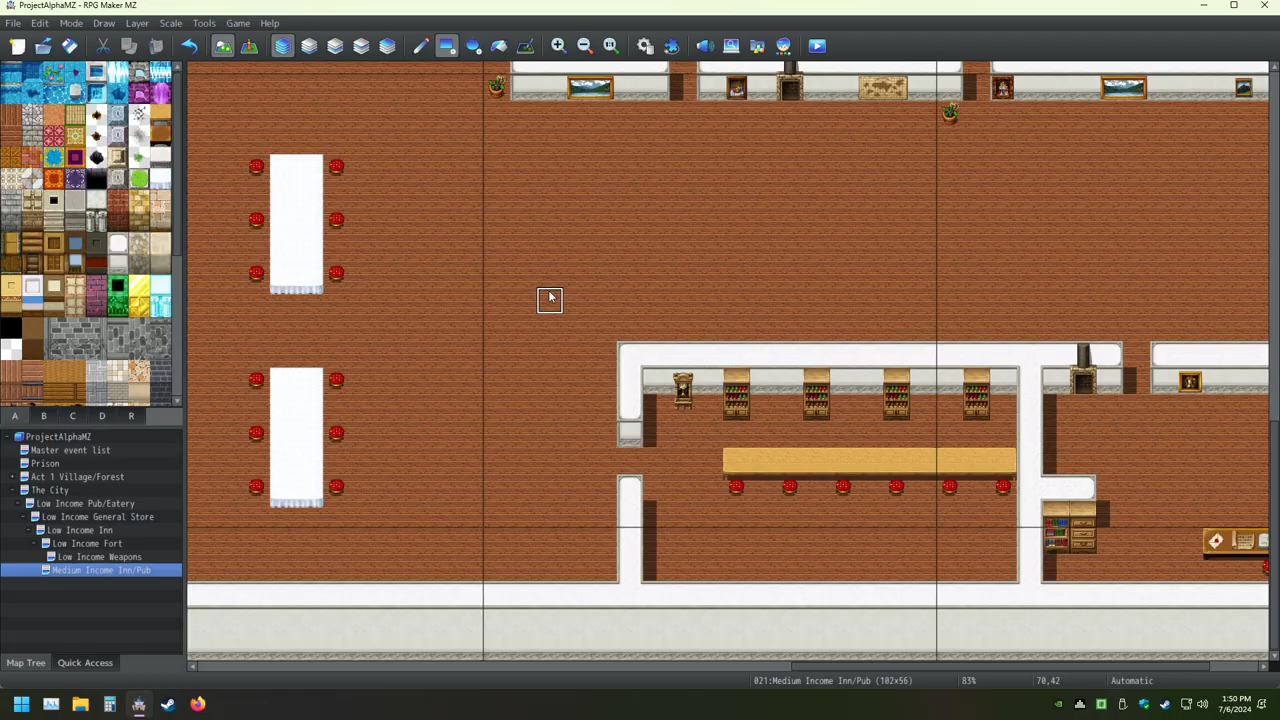 ProjectAlphaMZ - RPG Maker MZ
File Edit Mode Draw Layer Scale Tools Game Help
A B C D R
ProjectAlphaMZ
Master event list
Prison
Act 1 Village/Forest
The City
Low Income Pub/Eatery
Low Income General Store
Low Income Inn
Low Income Fort
Low Income Weapons
Medium Income Inn/Pub
Map Tree Quick Access
021:Medium Income Inn/Pub (102x56) 83% 70,42 Automatic
1:50 PM
7/6/2024